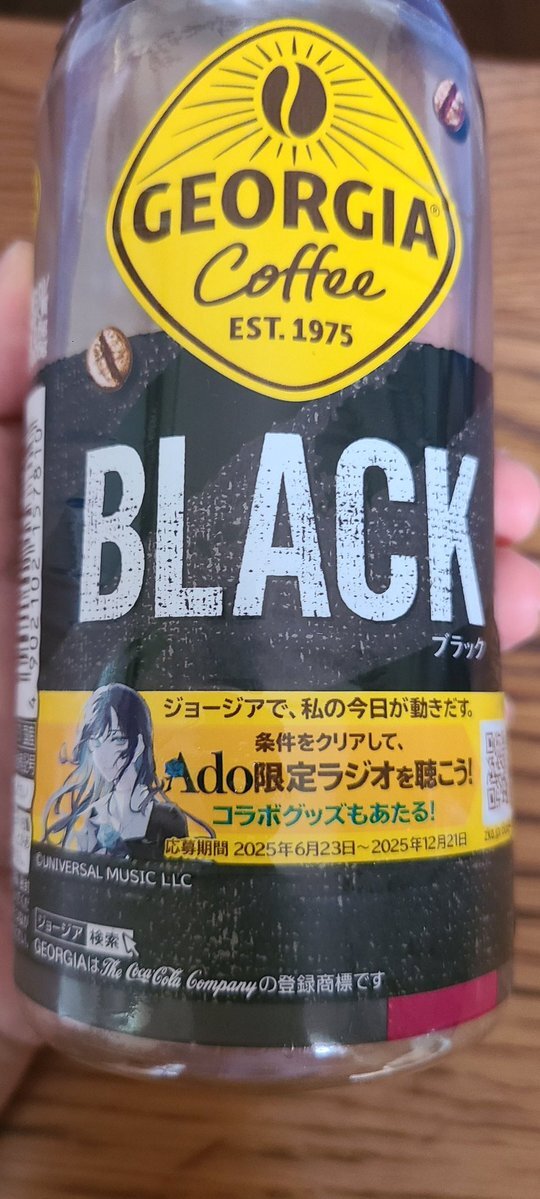 GEORGIA®
Coffee
EST. 1975
BLACK
ブラック
4 902102 157810
ジョージアで、私の今日が動きだす。
条件をクリアして、
Ado限定ラジオを聴こう!
コラボグッズもあたる!
応募期間 2025年6月23日〜2025年12月21日
©UNIVERSAL MUSIC LLC
ジョージア 検索
GEORGIAはThe Coca-Cola Companyの登録商標です